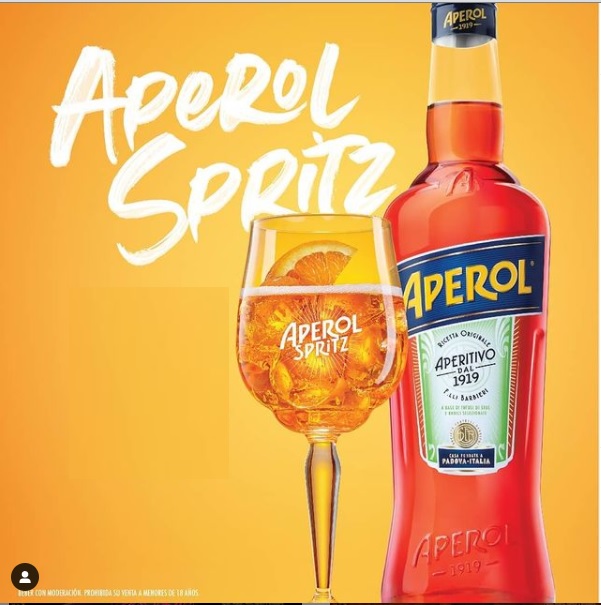 APEROL
1919
APEROL
SPRITZ
APEROL
APEROL
SPRITZ
RICETTA ORIGINALE
APERITIVO
DAL
1919
F.LLI BARBIERI
CASA FONDATA A
PADOVA-ITALIA
APEROL
1919
BEBER CON MODERACIÓN. PROHIBIDA SU VENTA A MENORES DE 18 AÑOS.